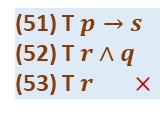 (51) T p → s
(52) T r ∧ q
(53) T r ×